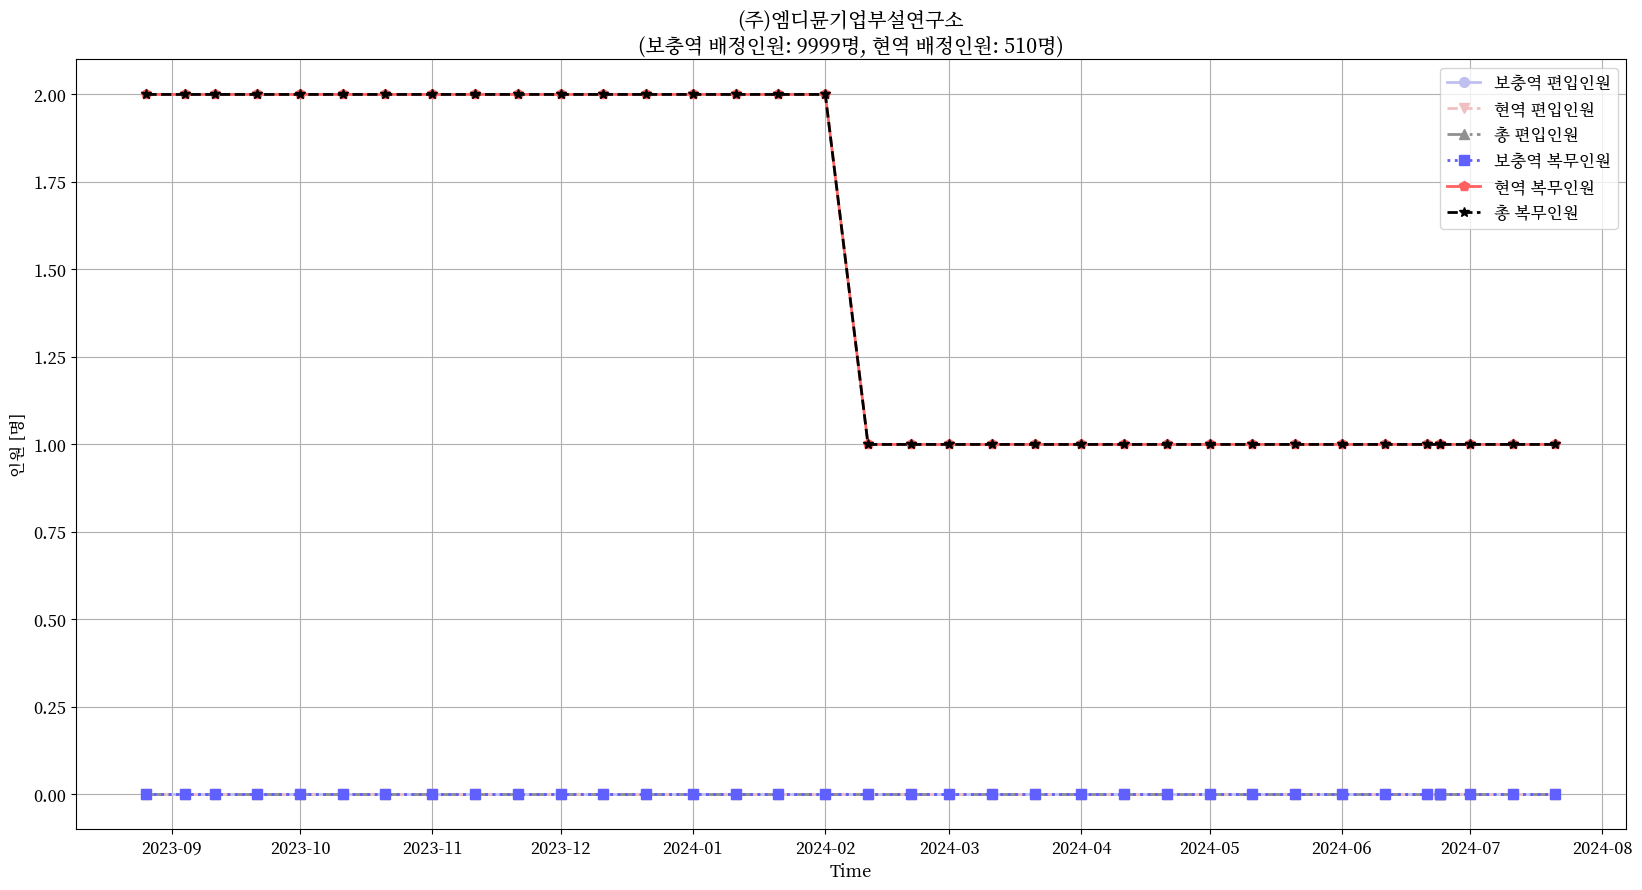 (주)엠디뮨기업부설연구소
(보충역 배정인원: 9999명, 현역 배정인원: 510명)
보충역 편입인원
현역 편입인원
총 편입인원
보충역 복무인원
현역 복무인원
총 복무인원
인원 [명]
2.00
1.75
1.50
1.25
1.00
0.75
0.50
0.25
0.00
2023-09
2023-10
2023-11
2023-12
2024-01
2024-02
2024-03
2024-04
2024-05
2024-06
2024-07
2024-08
Time